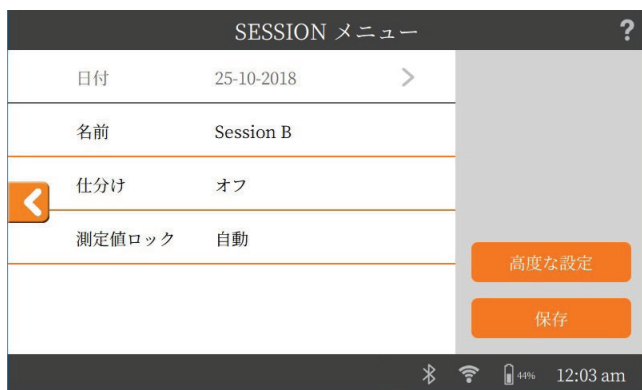 SESSION メニュー ?
日付 25-10-2018
名前 Session B
仕分け オフ
測定値ロック 自動
高度な設定
保存
44% 12:03 am